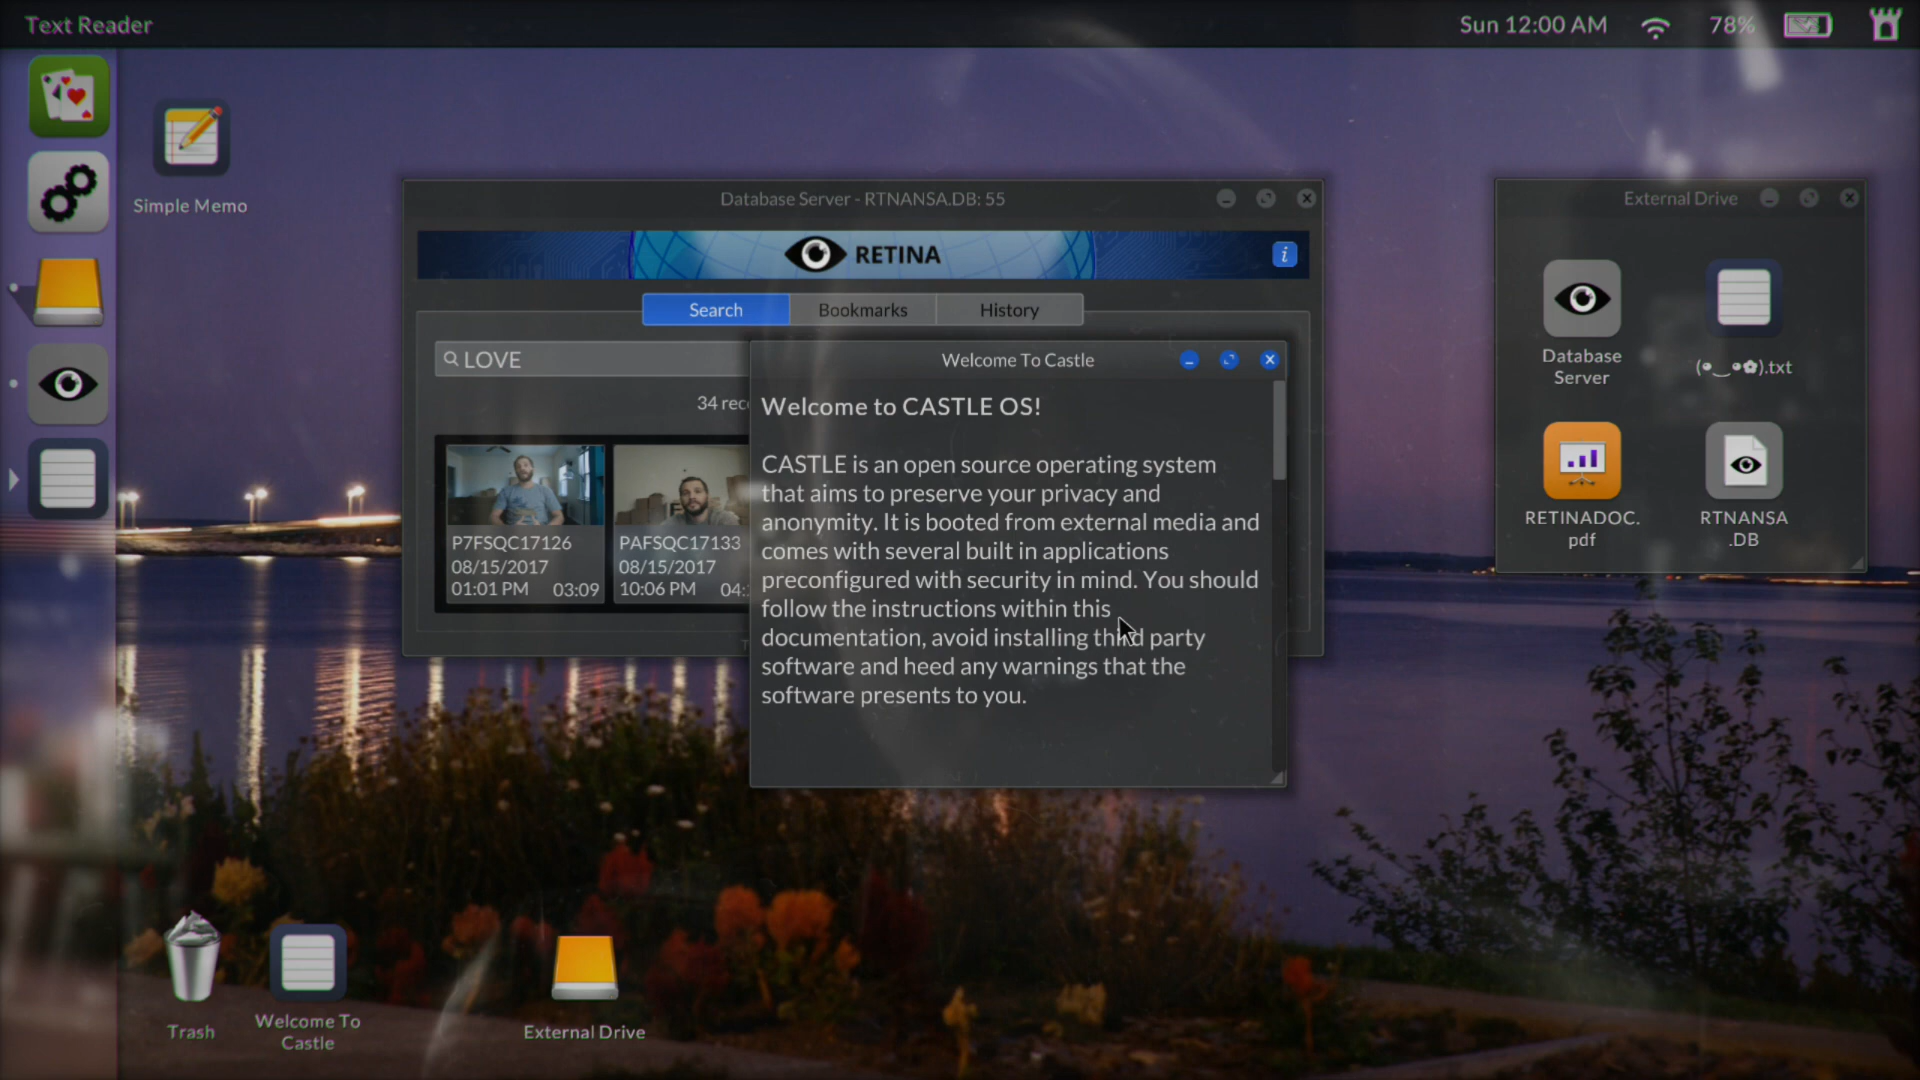 Text Reader
Sun 12:00 AM
78%
Simple Memo
Database Server - RTNANSA.DB: 55
RETINA
i
Search
Bookmarks
History
LOVE
34
P7FSQC17126
08/15/2017
01:01 PM 03:09
PAFSQC17133
08/15/2017
10:06 PM
Welcome To Castle
Welcome to CASTLE OS!
CASTLE is an open source operating system
that aims to preserve your privacy and
anonymity. It is booted from external media and
comes with several built in applications
preconfigured with security in mind. You should
follow the instructions within this
documentation, avoid installing third party
software and heed any warnings that the
software presents to you.
External Drive
Database
Server
(•‿•✿).txt
RETINADOC.
pdf
RTNANSA
.DB
Trash
Welcome To
Castle
External Drive